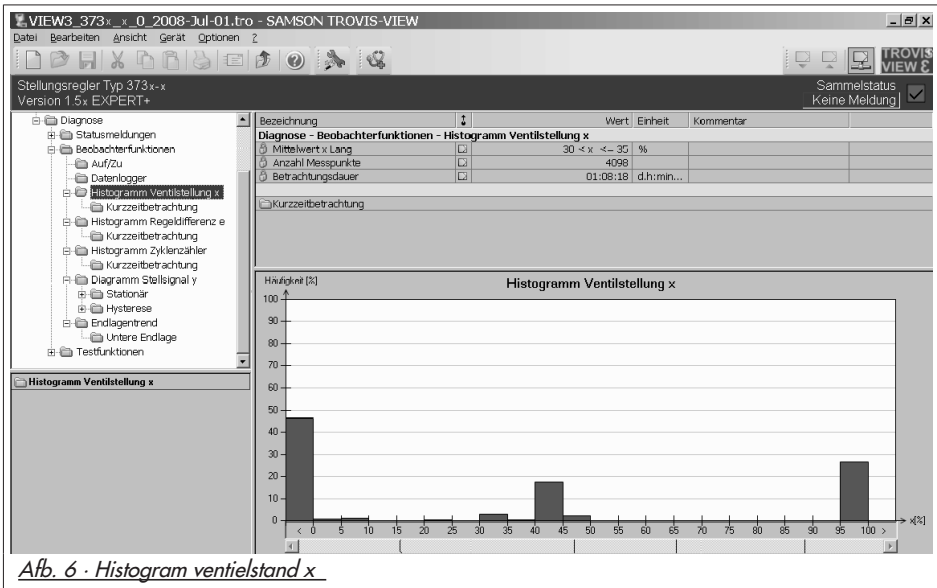 VIEW3_373x_x_0_2008-Jul-01.tro - SAMSON TROVIS-VIEW
Datei Bearbeiten Ansicht Gerät Optionen ?
TROVIS
VIEW 3
Stellungsregler Typ 373x-x
Version 1.5x EXPERT+
Sammelstatus
Keine Meldung
Diagnose
Statusmeldungen
Beobachterfunktionen
Auf/Zu
Datenlogger
Histogramm Ventilstellung x
Kurzzeitbetrachtung
Histogramm Regeldifferenz e
Kurzzeitbetrachtung
Histogramm Zyklenzähler
Kurzzeitbetrachtung
Diagramm Stellsignal y
Stationär
Hysterese
Endlagentrend
Untere Endlage
Testfunktionen
Histogramm Ventilstellung x
Bezeichnung Wert Einheit Kommentar
Diagnose - Beobachterfunktionen - Histogramm Ventilstellung x
Mittelwert x Lang 30 < x <= 35 %
Anzahl Messpunkte 4098
Betrachtungsdauer 01:08:18 d.h:min...
Kurzzeitbetrachtung
Häufigkeit [%]
Histogramm Ventilstellung x
100
90
80
70
60
50
40
30
20
10
0
< 0 5 10 15 20 25 30 35 40 45 50 55 60 65 70 75 80 85 90 95 100 > x[%]
Afb. 6 · Histogram ventielstand x